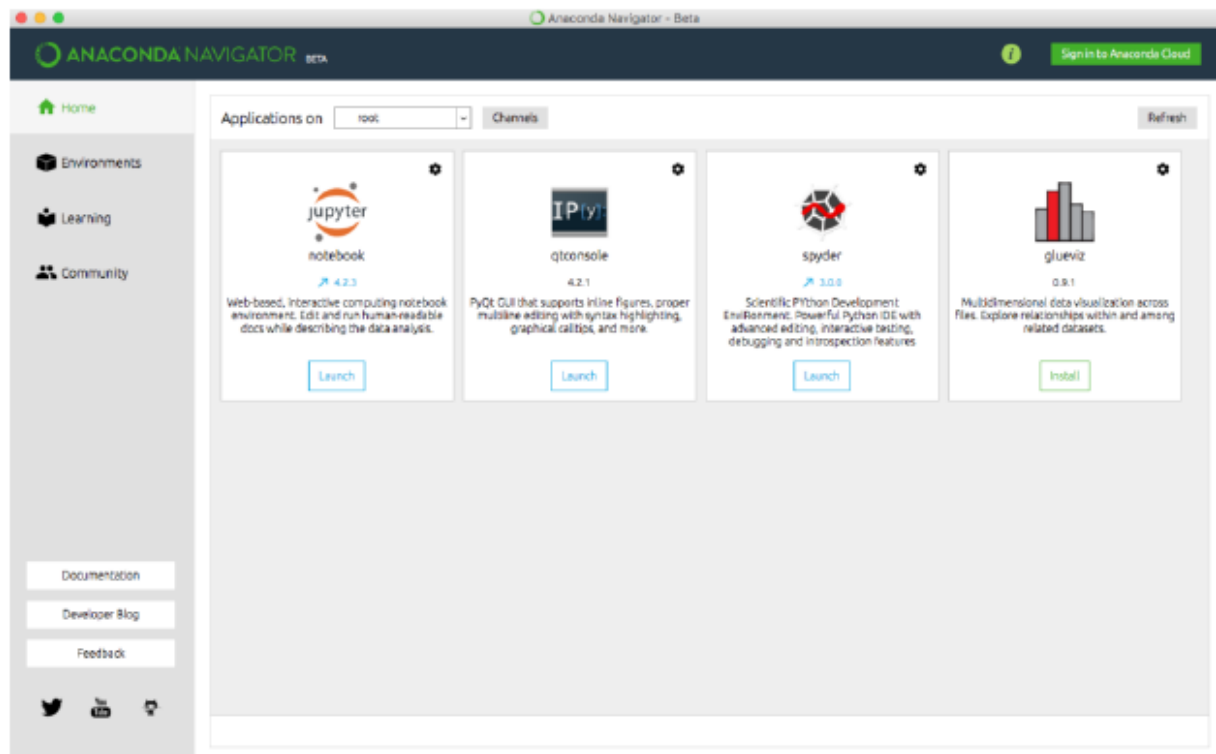 Anaconda Navigator - Beta
ANACONDA NAVIGATOR BETA
i
Sign in to Anaconda Cloud
Home
Environments
Learning
Community
Documentation
Developer Blog
Feedback
You Tube
Applications on
root
Channels
Refresh
jupyter
notebook
4.2.3
Web-based, interactive computing notebook
environment. Edit and run human-readable
docs while describing the data analysis.
Launch
IP[y]:
qtconsole
4.2.1
PyQt GUI that supports inline figures, proper
multiline editing with syntax highlighting,
graphical calltips, and more.
Launch
spyder
3.0.0
Scientific PYthon Development
EnviRonment. Powerful Python IDE with
advanced editing, interactive testing,
debugging and introspection features
Launch
glueviz
0.9.1
Multidimensional data visualization across
files. Explore relationships within and among
related datasets.
Install